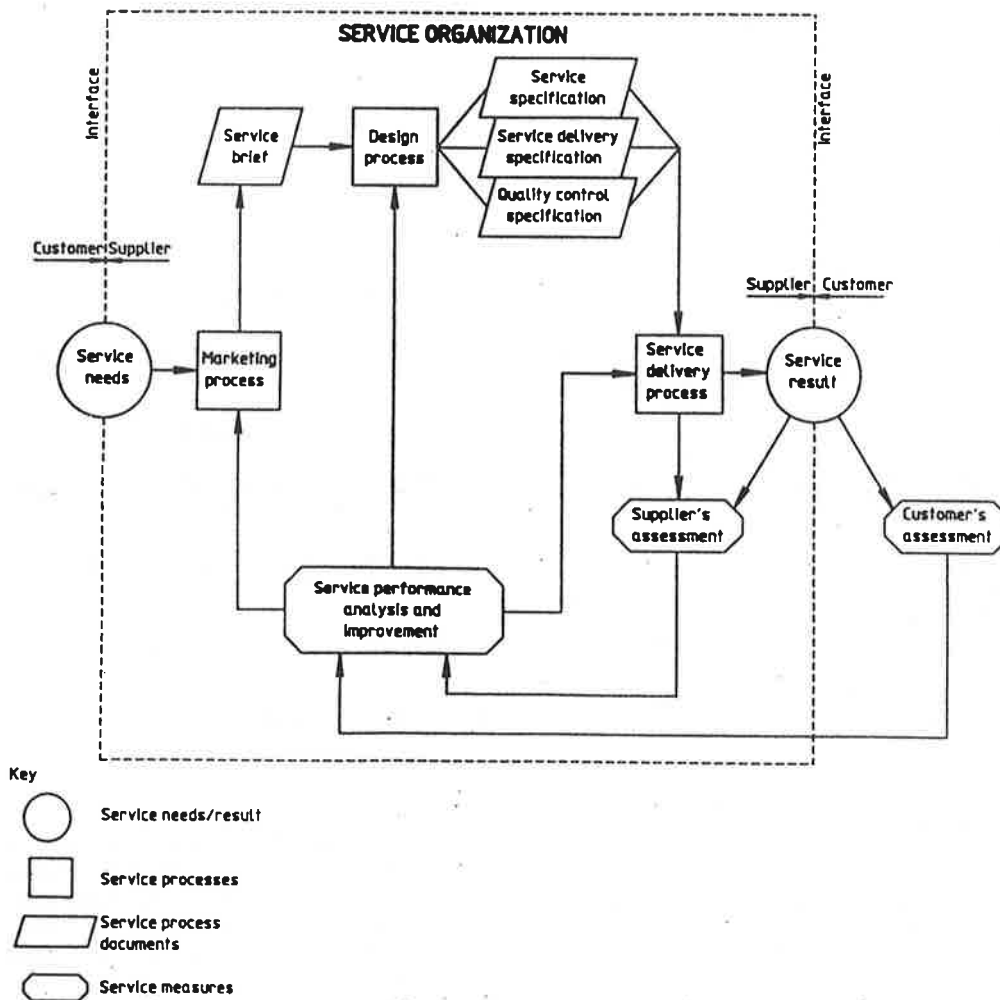 SERVICE ORGANIZATION
Interface
Interface
Service
specification
Service
brief
Design
process
Service delivery
specification
Quality control
specification
Customer Supplier
Supplier Customer
Service
needs
Marketing
process
Service
delivery
process
Service
result
Supplier's
assessment
Customer's
assessment
Service performance
analysis and
improvement
Key
Service needs/result
Service processes
Service process
documents
Service measures